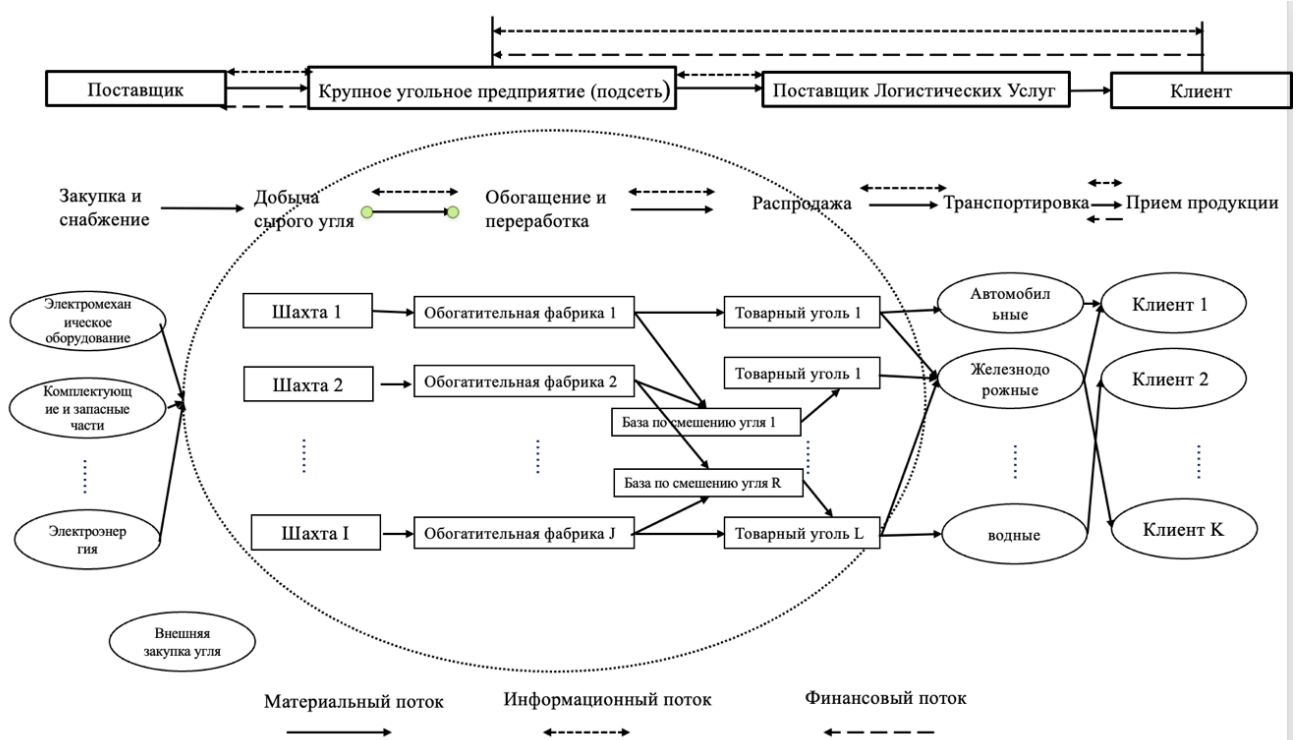 Поставщик
Крупное угольное предприятие (подсеть)
Поставщик Логистических Услуг
Клиент
Закупка и
снабжение
Добыча
сырого угля
Обогащение и
переработка
Распродажа
Транспортировка
Прием продукции
Электромехан
ическое
оборудование
Шахта 1
Обогатительная фабрика 1
Товарный уголь 1
Автомобил
ьные
Клиент 1
Комплектующ
ие и запасные
части
Шахта 2
Обогатительная фабрика 2
Товарный уголь 1
Железнодо
рожные
Клиент 2
База по смешению угля 1
База по смешению угля R
Электроэнер
гия
Шахта I
Обогатительная фабрика J
Товарный уголь L
водные
Клиент K
Внешняя
закупка угля
Материальный поток
Информационный поток
Финансовый поток